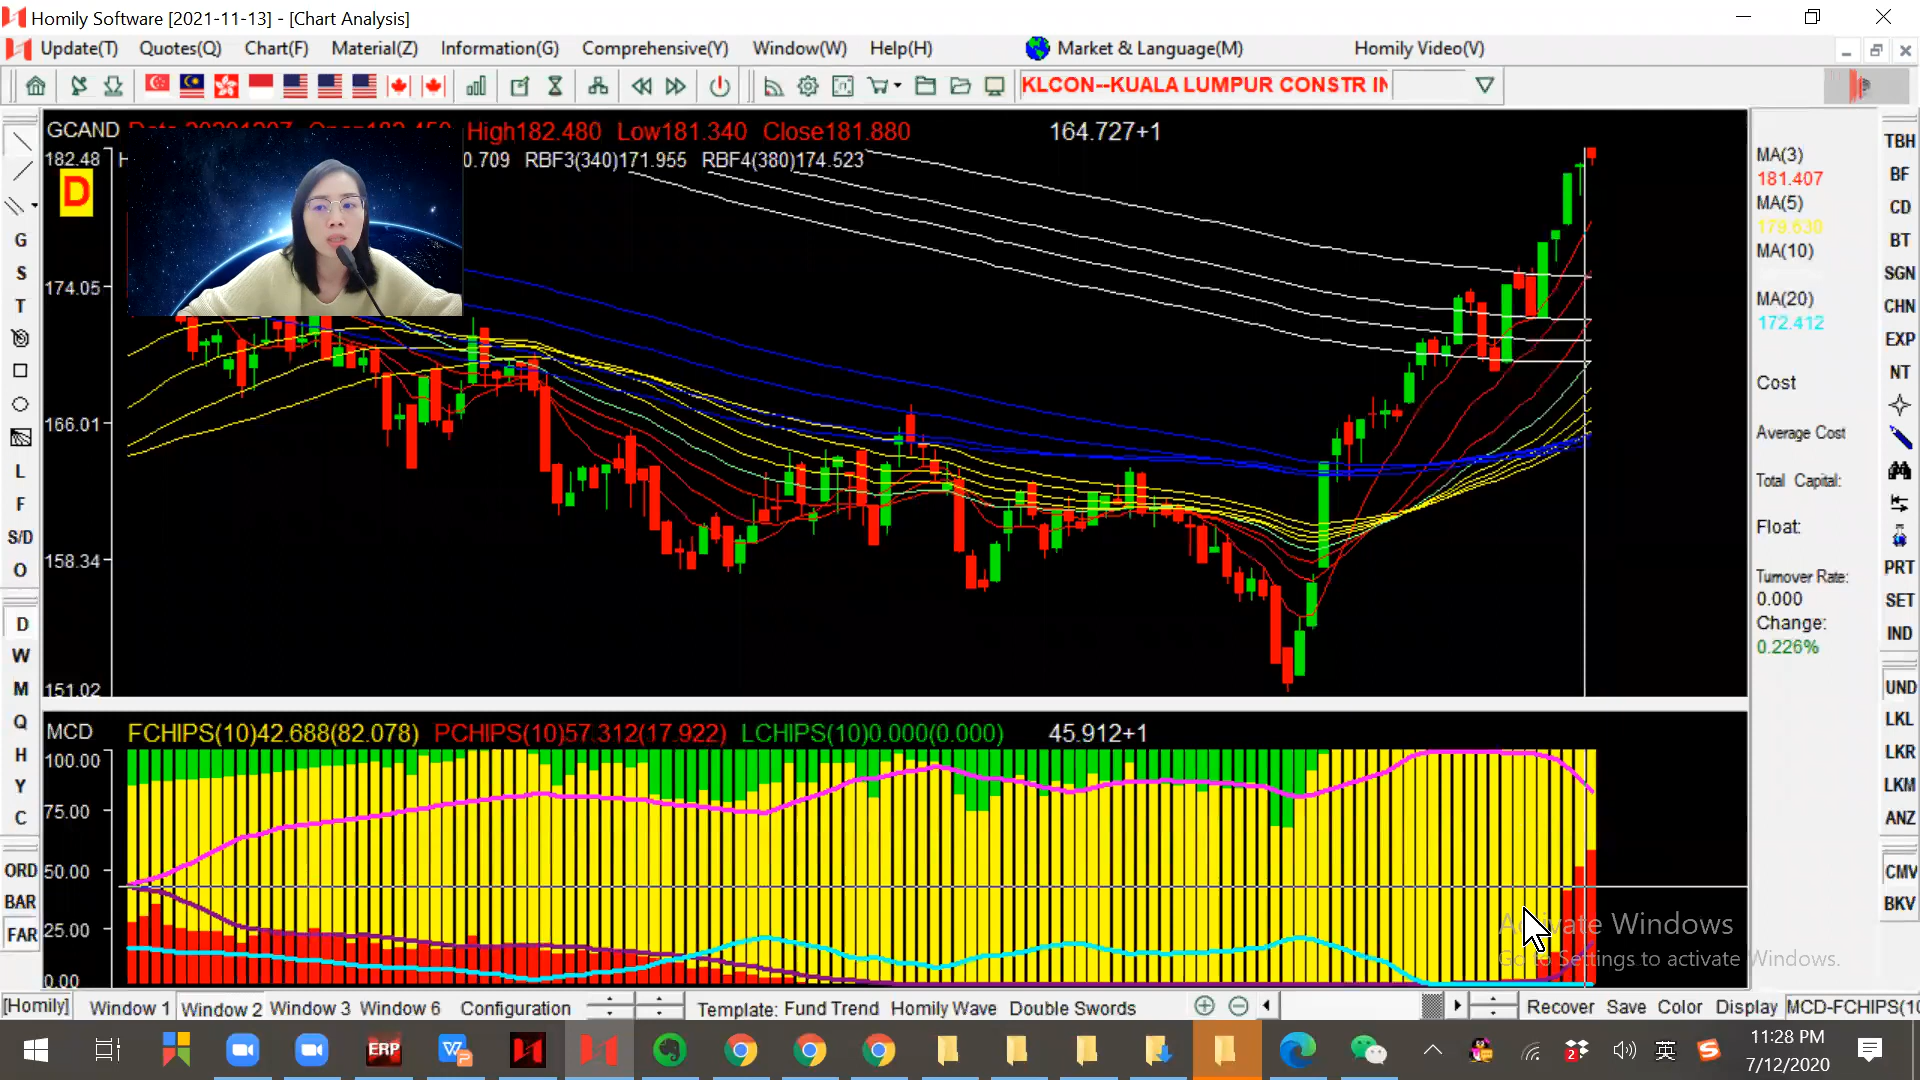 Homily Software [2021-11-13] - [Chart Analysis]
Update(T) Quotes(Q) Chart(F) Material(Z) Information(G) Comprehensive(Y) Window(W) Help(H) Market & Language(M) Homily Video(V)
KLCON--KUALA LUMPUR CONSTR IN
GCAND High182.480 Low181.340 Close181.880 164.727+1
182.48 0.709 RBF3(340)171.955 RBF4(380)174.523
D
174.05
166.01
158.34
151.02
MA(3)
181.407
MA(5)
179.630
MA(10)
MA(20)
172.412
Cost
Average Cost
Total Capital:
Float:
Turnover Rate:
0.000
Change:
0.226%
MCD FCHIPS(10)42.688(82.078) PCHIPS(10)57.312(17.922) LCHIPS(10)0.000(0.000) 45.912+1
100.00
75.00
50.00
25.00
0.00
G
S
T
L
F
S/D
O
D
W
M
Q
H
Y
C
ORD
BAR
FAR
TBH
BF
CD
BT
SGN
CHN
EXP
NT
PRT
SET
IND
UND
LKL
LKR
LKM
ANZ
CMV
BKV
Activate Windows
Go to Settings to activate Windows.
[Homily] Window 1 Window 2 Window 3 Window 6 Configuration Template: Fund Trend Homily Wave Double Swords Recover Save Color Display MCD-FCHIPS(10
ERP
W
P
2
英
S
11:28 PM
7/12/2020